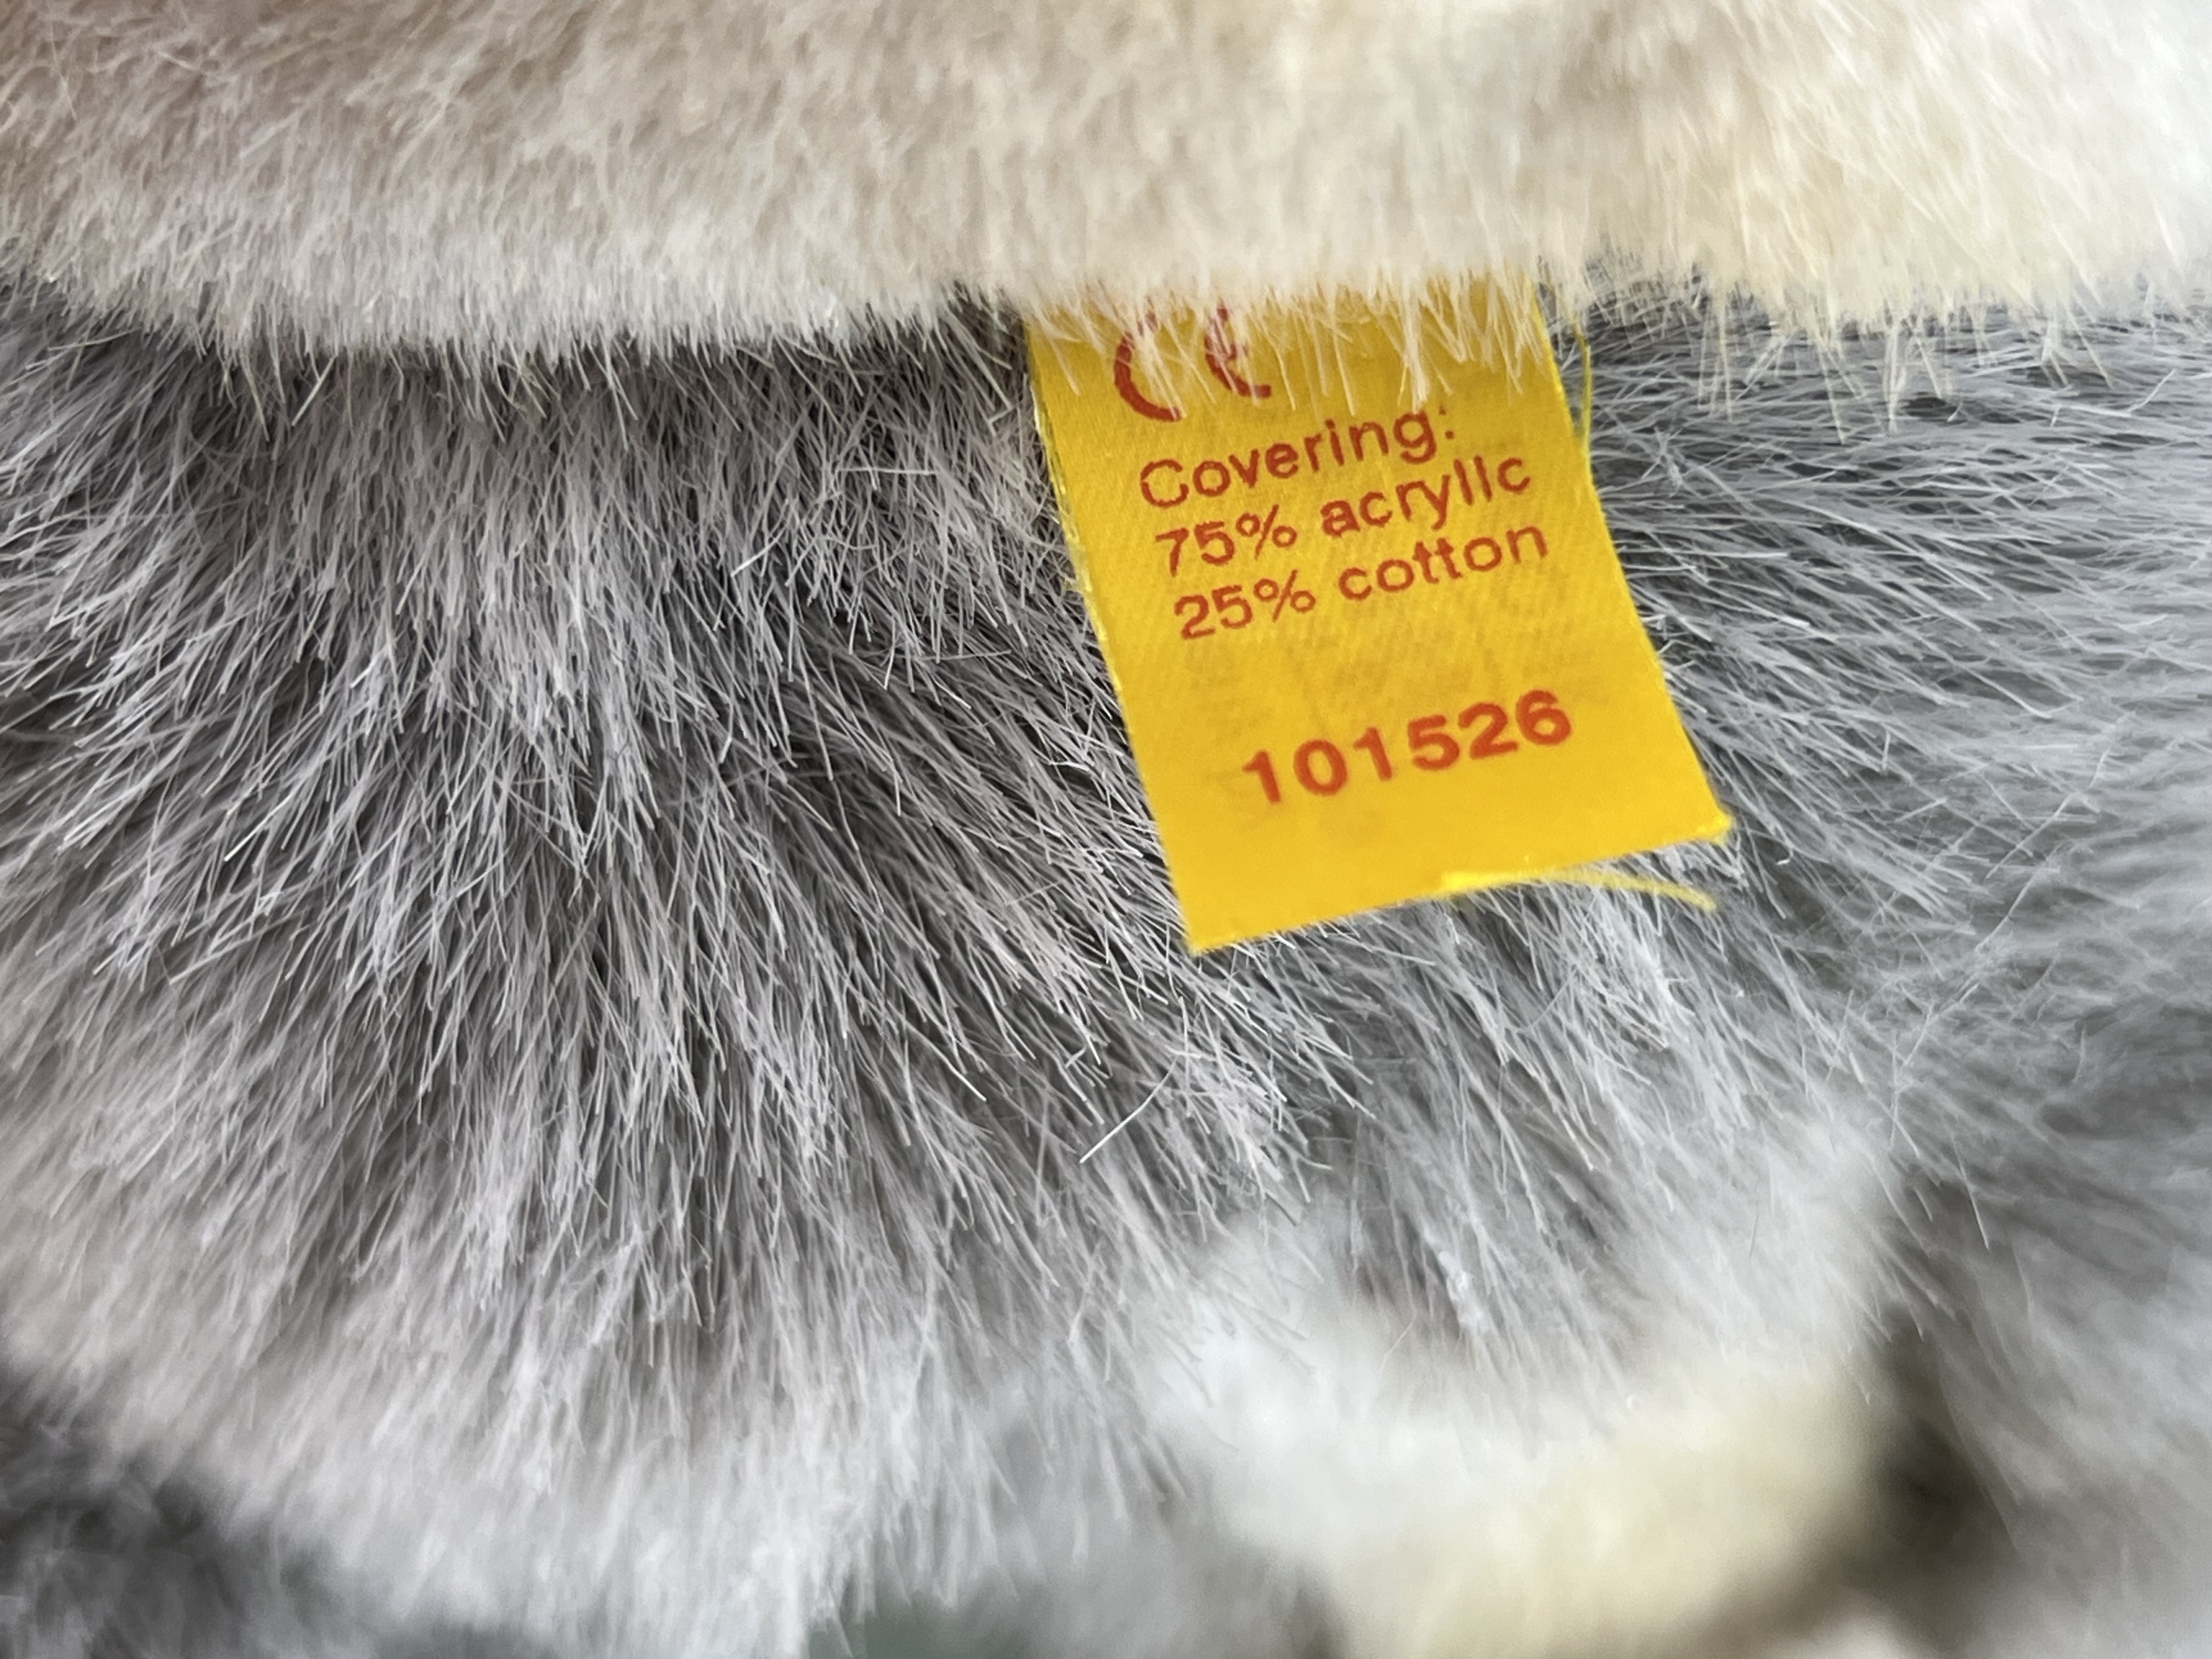 CE
Covering:
75% acrylic
25% cotton
101526